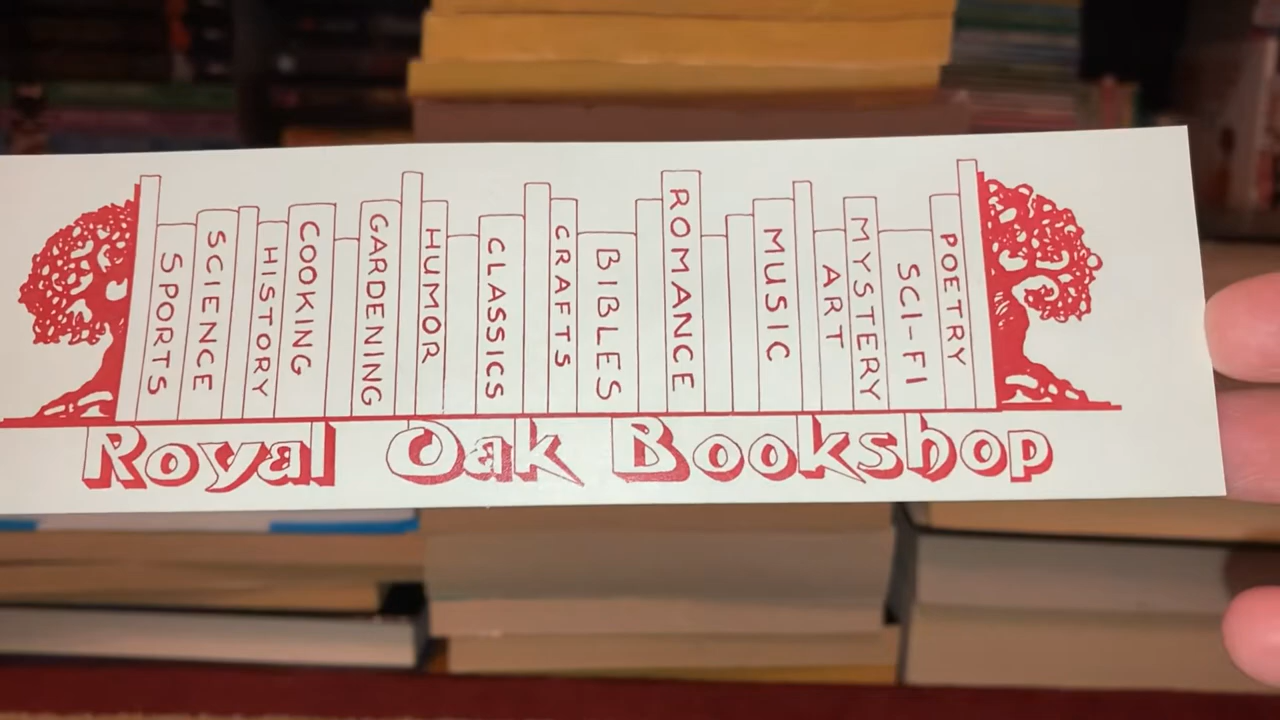 SPORTS
SCIENCE
HISTORY
COOKING
GARDENING
HUMOR
CLASSICS
CRAFTS
BIBLES
ROMANCE
MUSIC
ART
MYSTERY
SCI-FI
POETRY
Royal Oak Bookshop